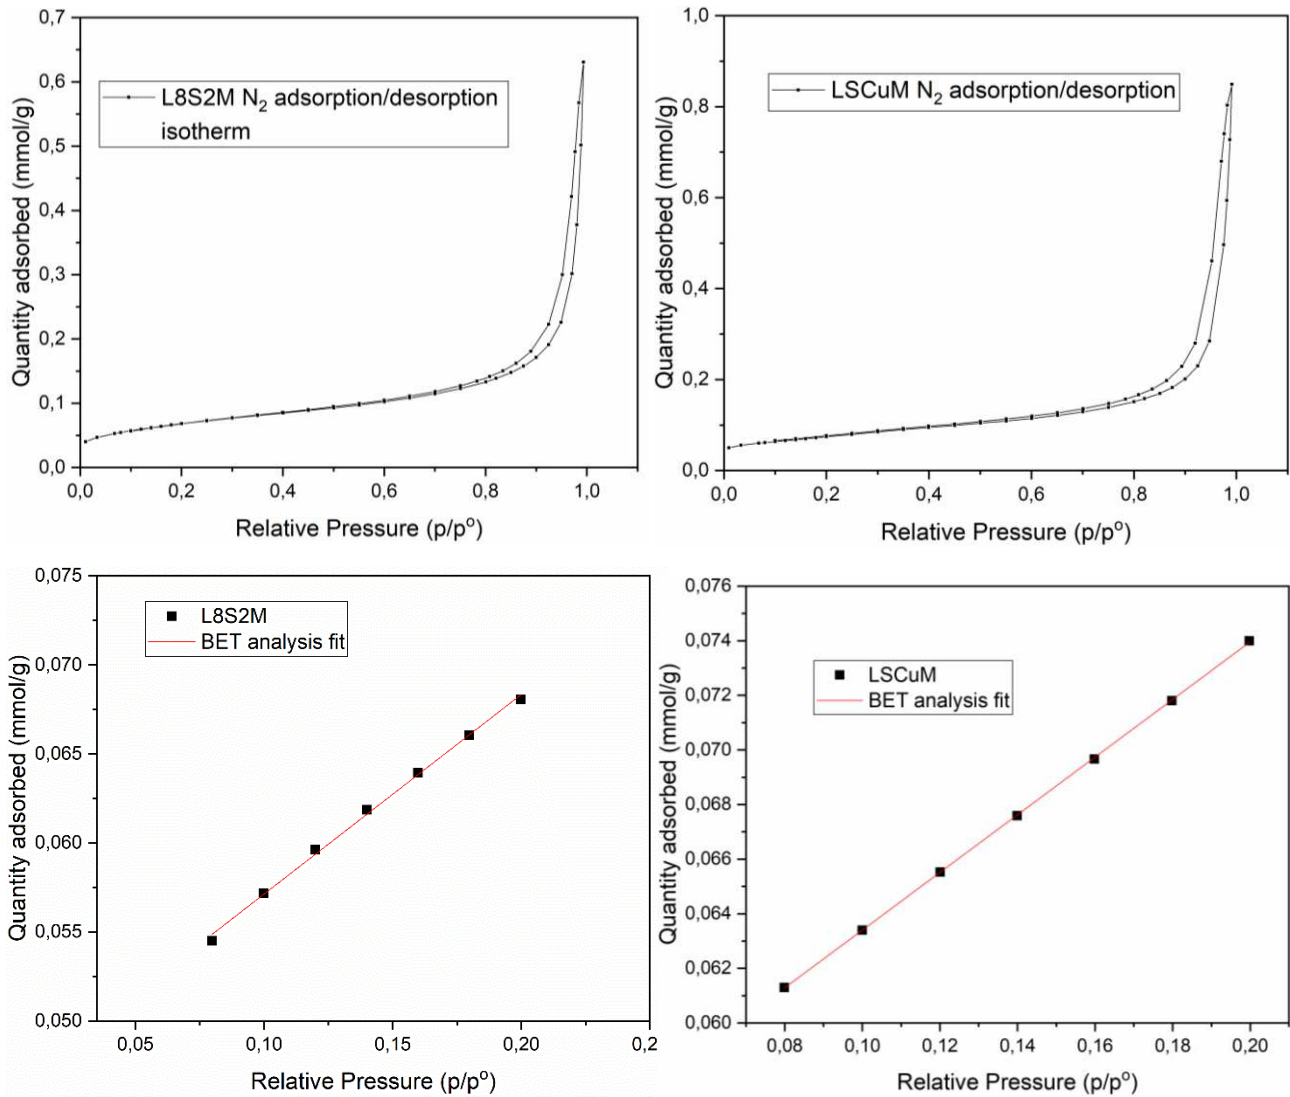 0,7
0,6
0,5
0,4
0,3
0,2
0,1
0,0
Quantity adsorbed (mmol/g)
L8S2M N₂ adsorption/desorption
isotherm
0,0 0,2 0,4 0,6 0,8 1,0
Relative Pressure (p/pº)
1,0
0,8
0,6
0,4
0,2
0,0
Quantity adsorbed (mmol/g)
LSCuM N₂ adsorption/desorption
0,0 0,2 0,4 0,6 0,8 1,0
Relative Pressure (p/pº)
0,075
0,070
0,065
0,060
0,055
0,050
Quantity adsorbed (mmol/g)
L8S2M
BET analysis fit
0,05 0,10 0,15 0,20 0,2
Relative Pressure (p/pº)
0,076
0,074
0,072
0,070
0,068
0,066
0,064
0,062
0,060
Quantity adsorbed (mmol/g)
LSCuM
BET analysis fit
0,08 0,10 0,12 0,14 0,16 0,18 0,20
Relative Pressure (p/pº)